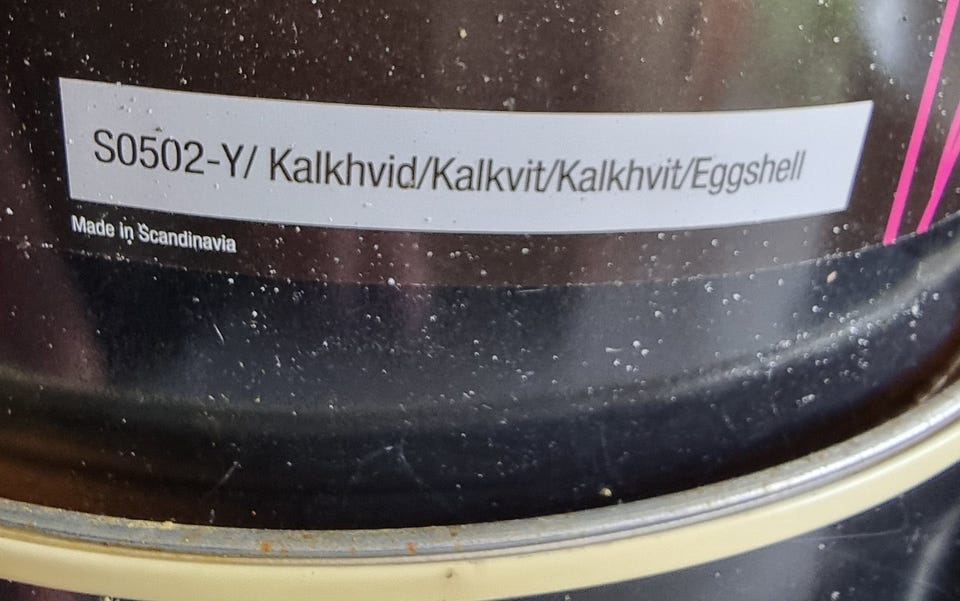 S0502-Y/ Kalkhvid/Kalkvit/Kalkhvit/Eggshell
Made in Scandinavia